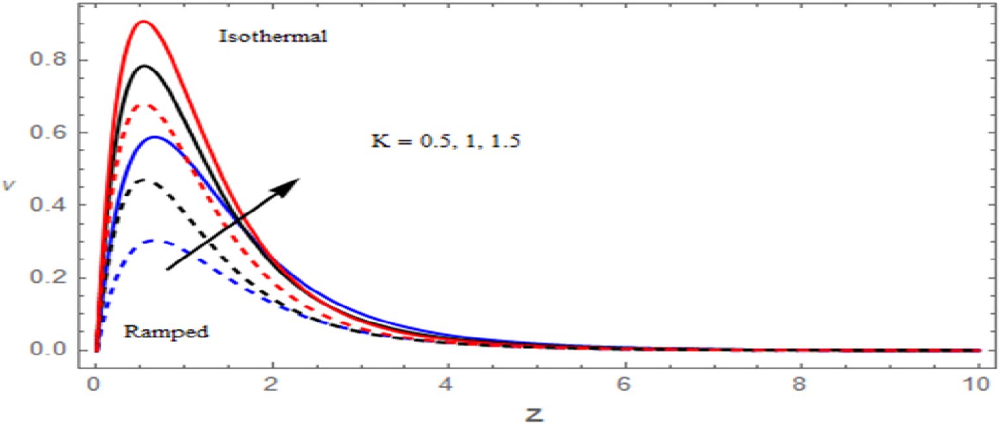 Isothermal
0.8
0.6
K = 0.5, 1, 1.5
v
0.4
0.2
Ramped
0.0
0 2 4 6 8 10
z